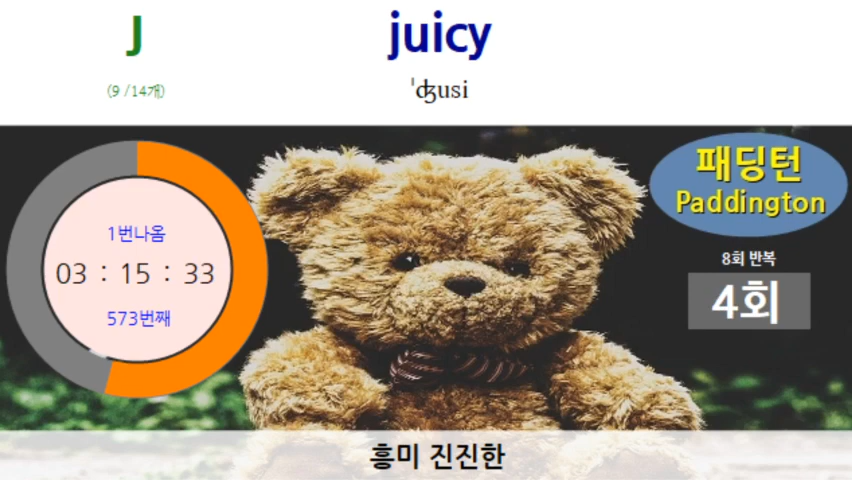 J
juicy
(9 /14개)
ˈʤusi
1번나옴
03 : 15 : 33
573번째
패딩턴
Paddington
8회 반복
4회
흥미 진진한